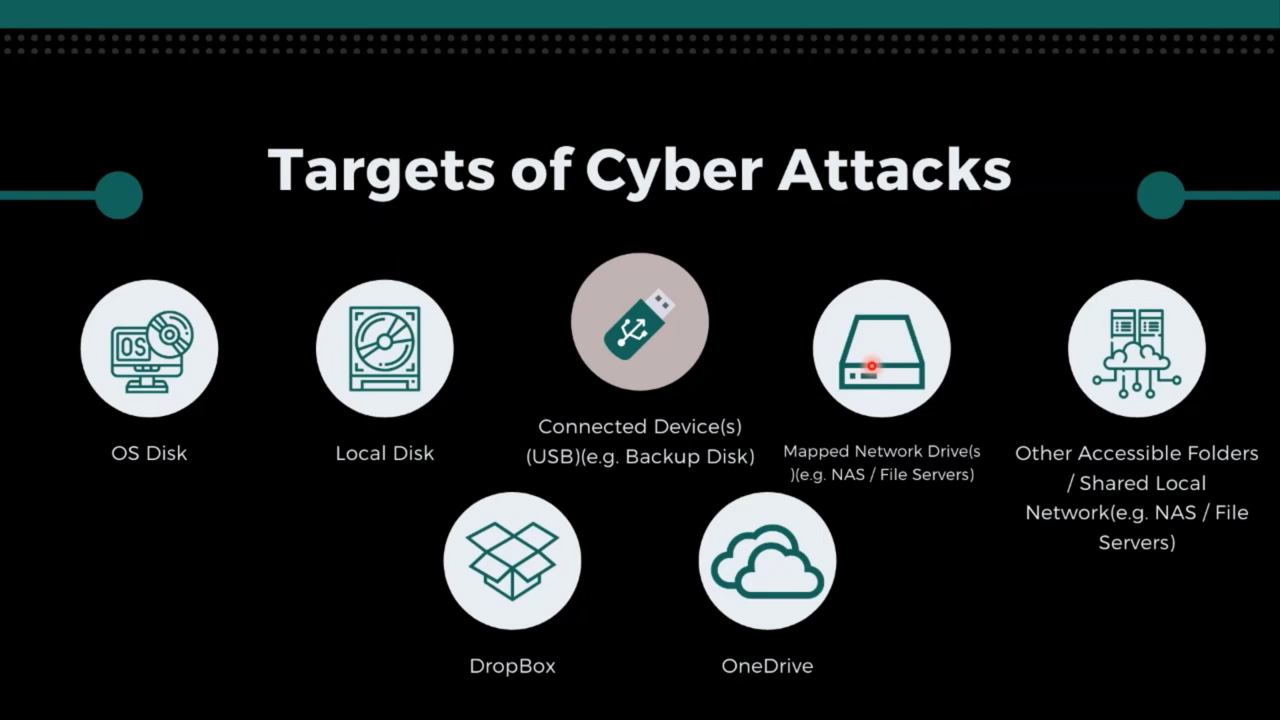 Targets of Cyber Attacks
OS
OS Disk
Local Disk
Connected Device(s)
(USB)(e.g. Backup Disk)
Mapped Network Drive(s
)(e.g. NAS / File Servers)
Other Accessible Folders
/ Shared Local
Network(e.g. NAS / File
Servers)
DropBox
OneDrive